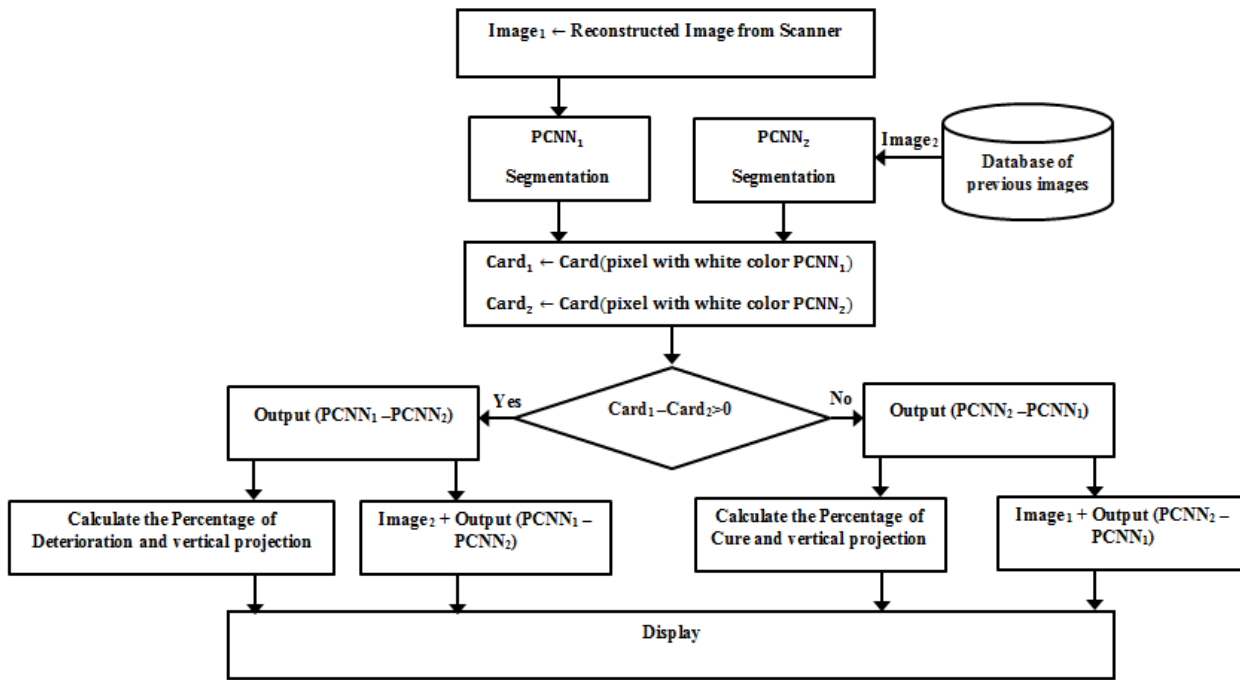 Image₁ ← Reconstructed Image from Scanner
PCNN₁
Segmentation
PCNN₂
Segmentation
Image₂
Database of
previous images
Card₁ ← Card(pixel with white color PCNN₁)
Card₂ ← Card(pixel with white color PCNN₂)
Card₁–Card₂>0
Yes
No
Output (PCNN₁ –PCNN₂)
Output (PCNN₂ –PCNN₁)
Calculate the Percentage of
Deterioration and vertical projection
Image₂ + Output (PCNN₁ –
PCNN₂)
Calculate the Percentage of
Cure and vertical projection
Image₁ + Output (PCNN₂ –
PCNN₁)
Display